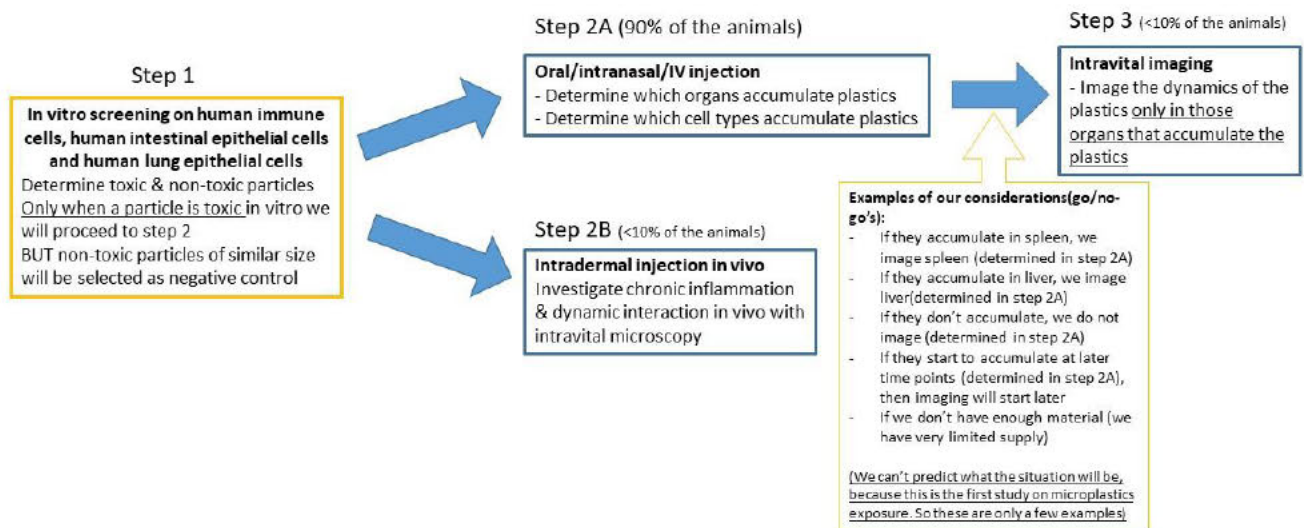 Step 1
In vitro screening on human immune
cells, human intestinal epithelial cells
and human lung epithelial cells
Determine toxic & non-toxic particles
Only when a particle is toxic in vitro we
will proceed to step 2
BUT non-toxic particles of similar size
will be selected as negative control
Step 2A (90% of the animals)
Oral/intranasal/IV injection
- Determine which organs accumulate plastics
- Determine which cell types accumulate plastics
Step 2B (<10% of the animals)
Intradermal injection in vivo
Investigate chronic inflammation
& dynamic interaction in vivo with
intravital microscopy
Step 3 (<10% of the animals)
Intravital imaging
- Image the dynamics of the
plastics only in those
organs that accumulate the
plastics
Examples of our considerations(go/no-
go's):
- If they accumulate in spleen, we
image spleen (determined in step 2A)
- If they accumulate in liver, we image
liver(determined in step 2A)
- If they don't accumulate, we do not
image (determined in step 2A)
- If they start to accumulate at later
time points (determined in step 2A),
then imaging will start later
- If we don't have enough material (we
have very limited supply)
(We can't predict what the situation will be,
because this is the first study on microplastics
exposure. So these are only a few examples)